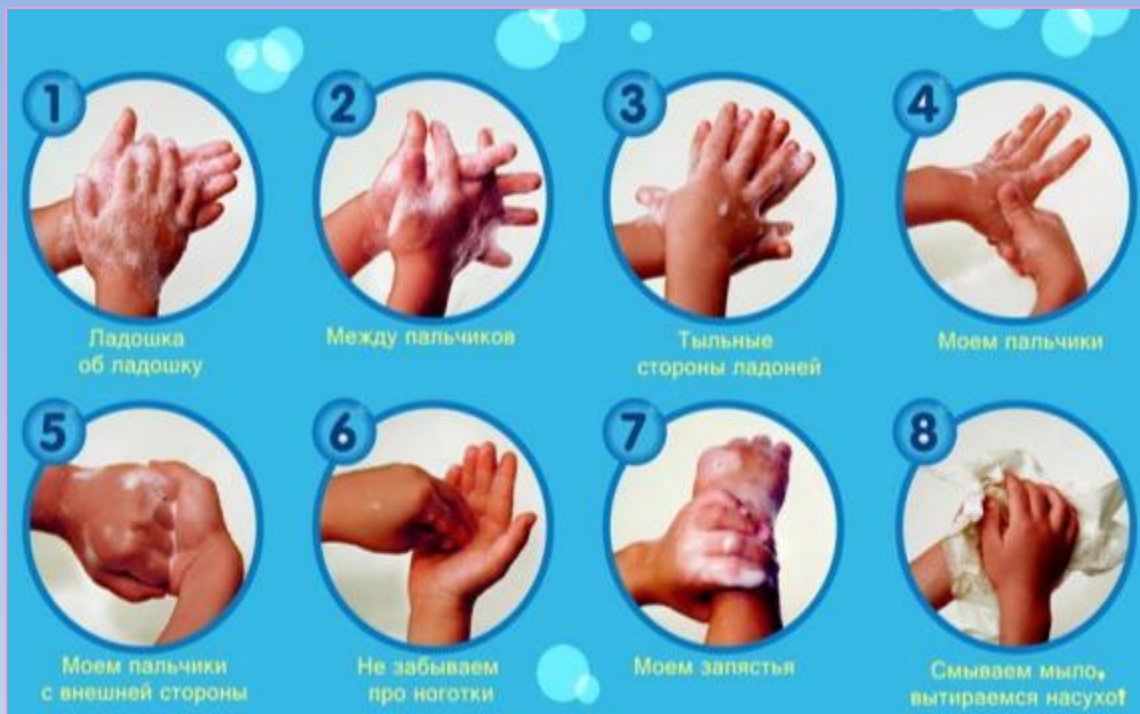 1
2
3
4
Ладошка
об ладошку
Между пальчиков
Тыльные
стороны ладоней
Моем пальчики
5
6
7
8
Моем пальчики
с внешней стороны
Не забываем
про ноготки
Моем запястья
Смываем мыло,
вытираемся насухо!